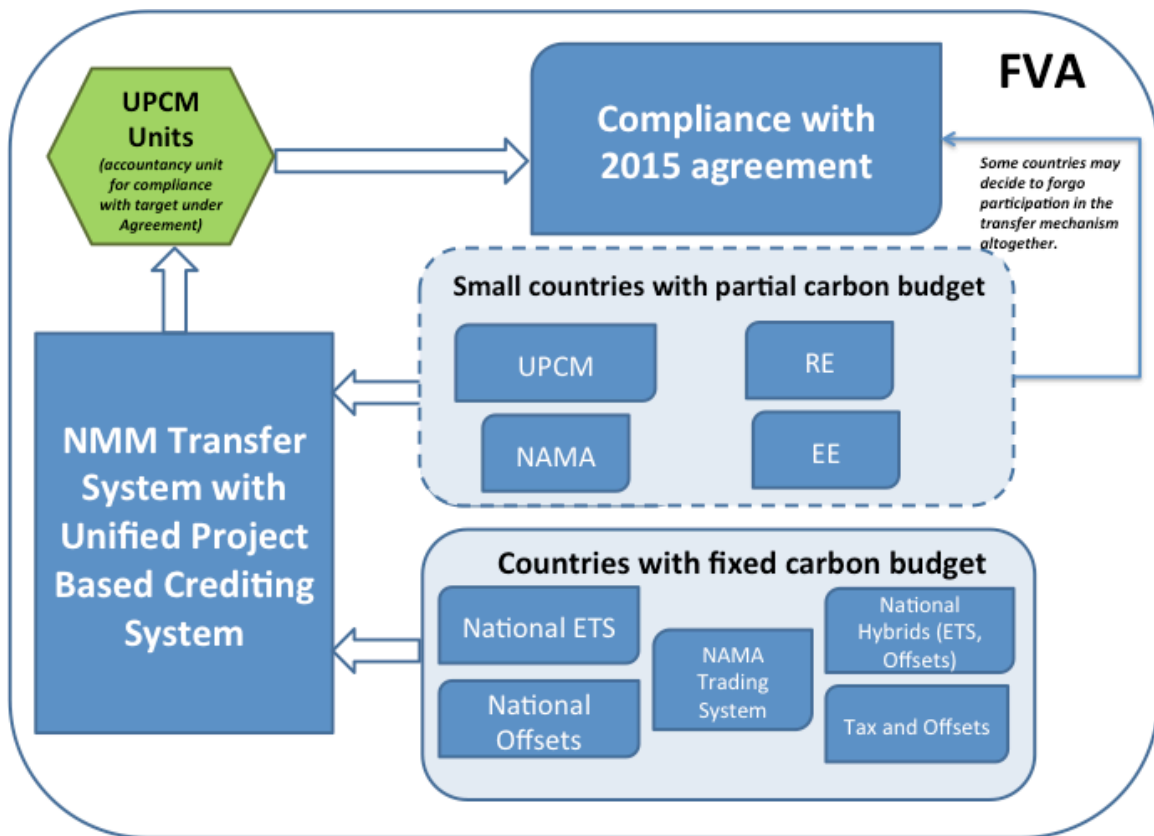 FVA
UPCM
Units
(accountancy unit
for compliance
with target under
Agreement)
Compliance with
2015 agreement
Some countries may
decide to forgo
participation in the
transfer mechanism
altogether.
Small countries with partial carbon budget
UPCM
RE
NAMA
EE
NMM Transfer
System with
Unified Project
Based Crediting
System
Countries with fixed carbon budget
National ETS
National
Offsets
NAMA
Trading
System
National
Hybrids (ETS,
Offsets)
Tax and Offsets